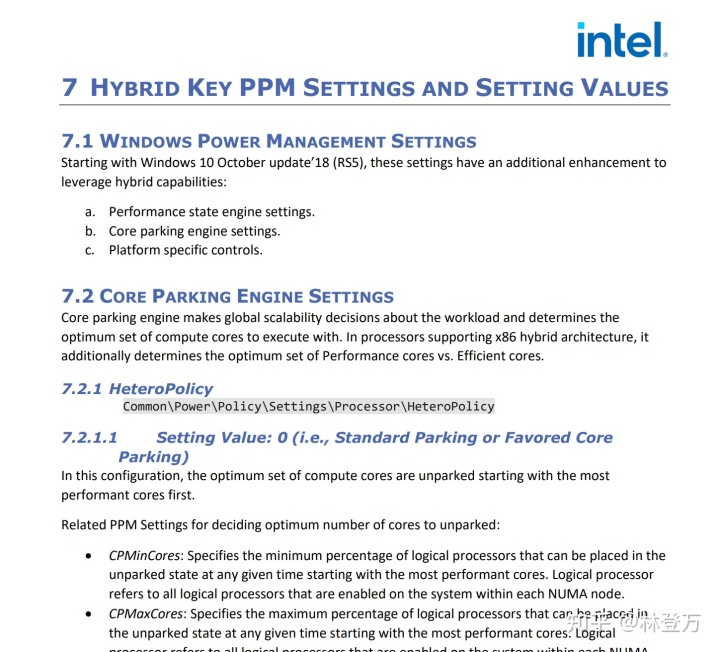 intel.
7 HYBRID KEY PPM SETTINGS AND SETTING VALUES
7.1 WINDOWS POWER MANAGEMENT SETTINGS
Starting with Windows 10 October update'18 (RS5), these settings have an additional enhancement to
leverage hybrid capabilities:
a. Performance state engine settings.
b. Core parking engine settings.
c. Platform specific controls.
7.2 CORE PARKING ENGINE SETTINGS
Core parking engine makes global scalability decisions about the workload and determines the
optimum set of compute cores to execute with. In processors supporting x86 hybrid architecture, it
additionally determines the optimum set of Performance cores vs. Efficient cores.
7.2.1 HeteroPolicy
Common\Power\Policy\Settings\Processor\HeteroPolicy
7.2.1.1 Setting Value: 0 (i.e., Standard Parking or Favored Core
Parking)
In this configuration, the optimum set of compute cores are unparked starting with the most
performant cores first.
Related PPM Settings for deciding optimum number of cores to unparked:
• CPMinCores: Specifies the minimum percentage of logical processors that can be placed in the
unparked state at any given time starting with the most performant cores. Logical processor
refers to all logical processors that are enabled on the system within each NUMA node.
• CPMaxCores: Specifies the maximum percentage of logical processors that can be placed in
the unparked state at any given time starting with the most performant cores. Logical
processor refers to all logical processors that are enabled on the system within each NUMA
知乎 @林登万